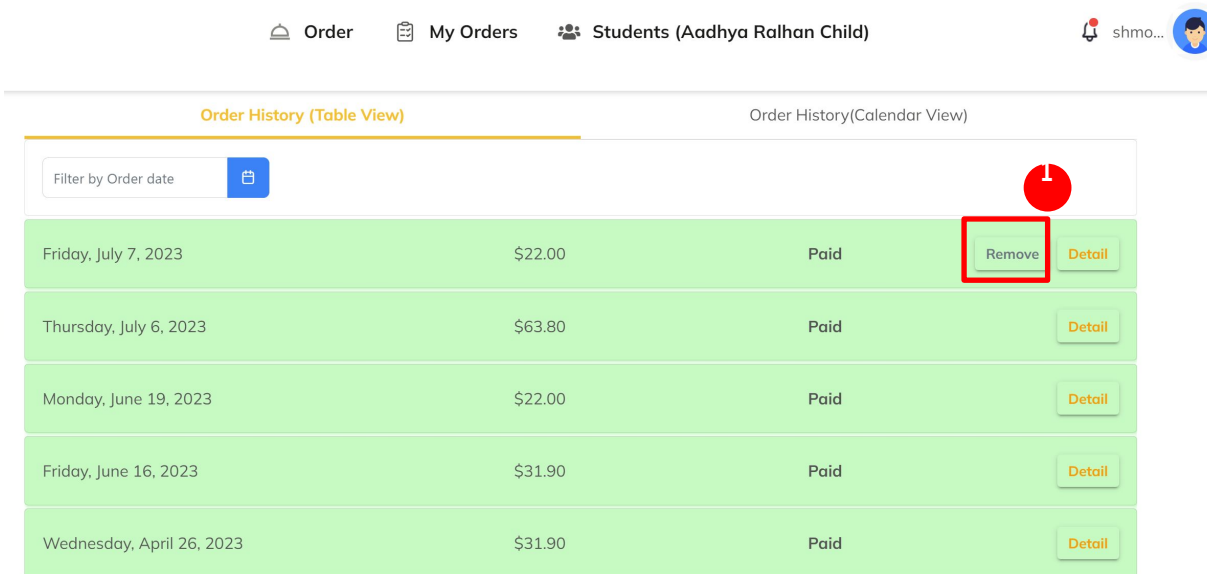 Order My Orders Students (Aadhya Ralhan Child) shmo...
Order History (Table View) Order History(Calendar View)
Filter by Order date
1
Friday, July 7, 2023 $22.00 Paid Remove Detail
Thursday, July 6, 2023 $63.80 Paid Detail
Monday, June 19, 2023 $22.00 Paid Detail
Friday, June 16, 2023 $31.90 Paid Detail
Wednesday, April 26, 2023 $31.90 Paid Detail